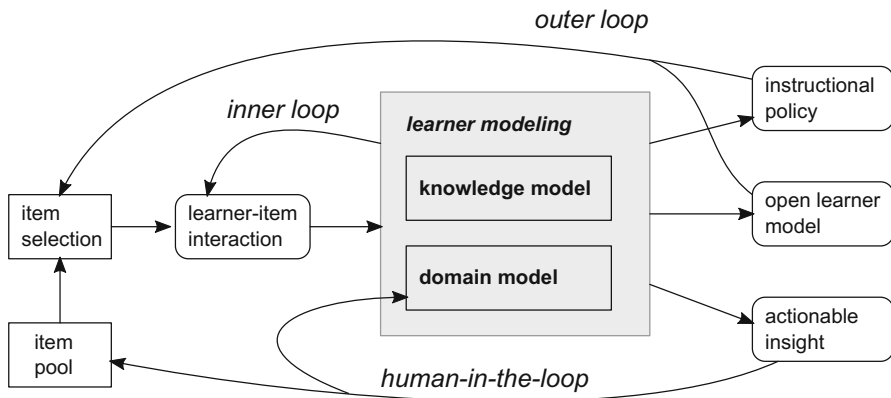 outer loop
instructional
policy
inner loop
learner modeling
knowledge model
item
selection
learner-item
interaction
open learner
model
domain model
item
pool
actionable
insight
human-in-the-loop